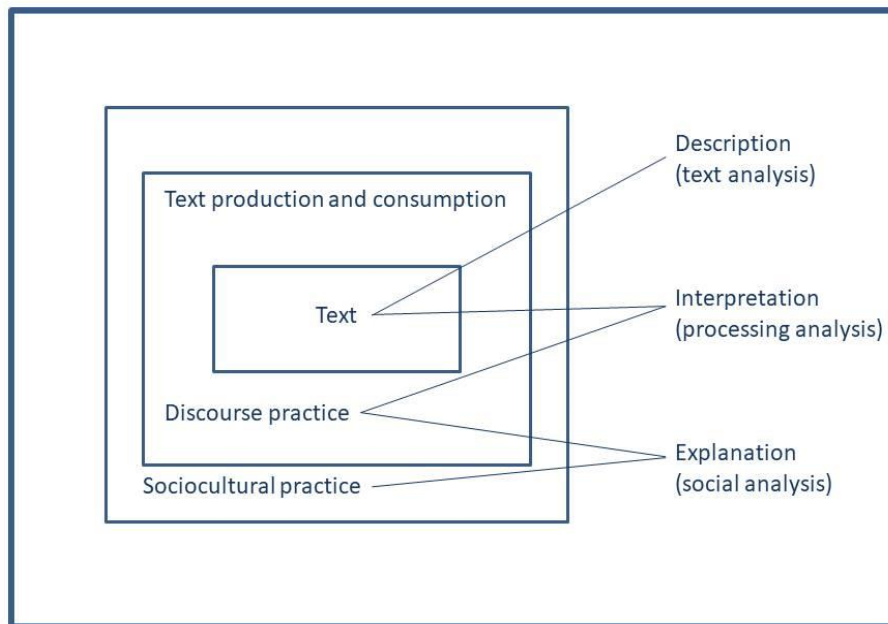 Description
(text analysis)
Text production and consumption
Text
Interpretation
(processing analysis)
Discourse practice
Explanation
(social analysis)
Sociocultural practice